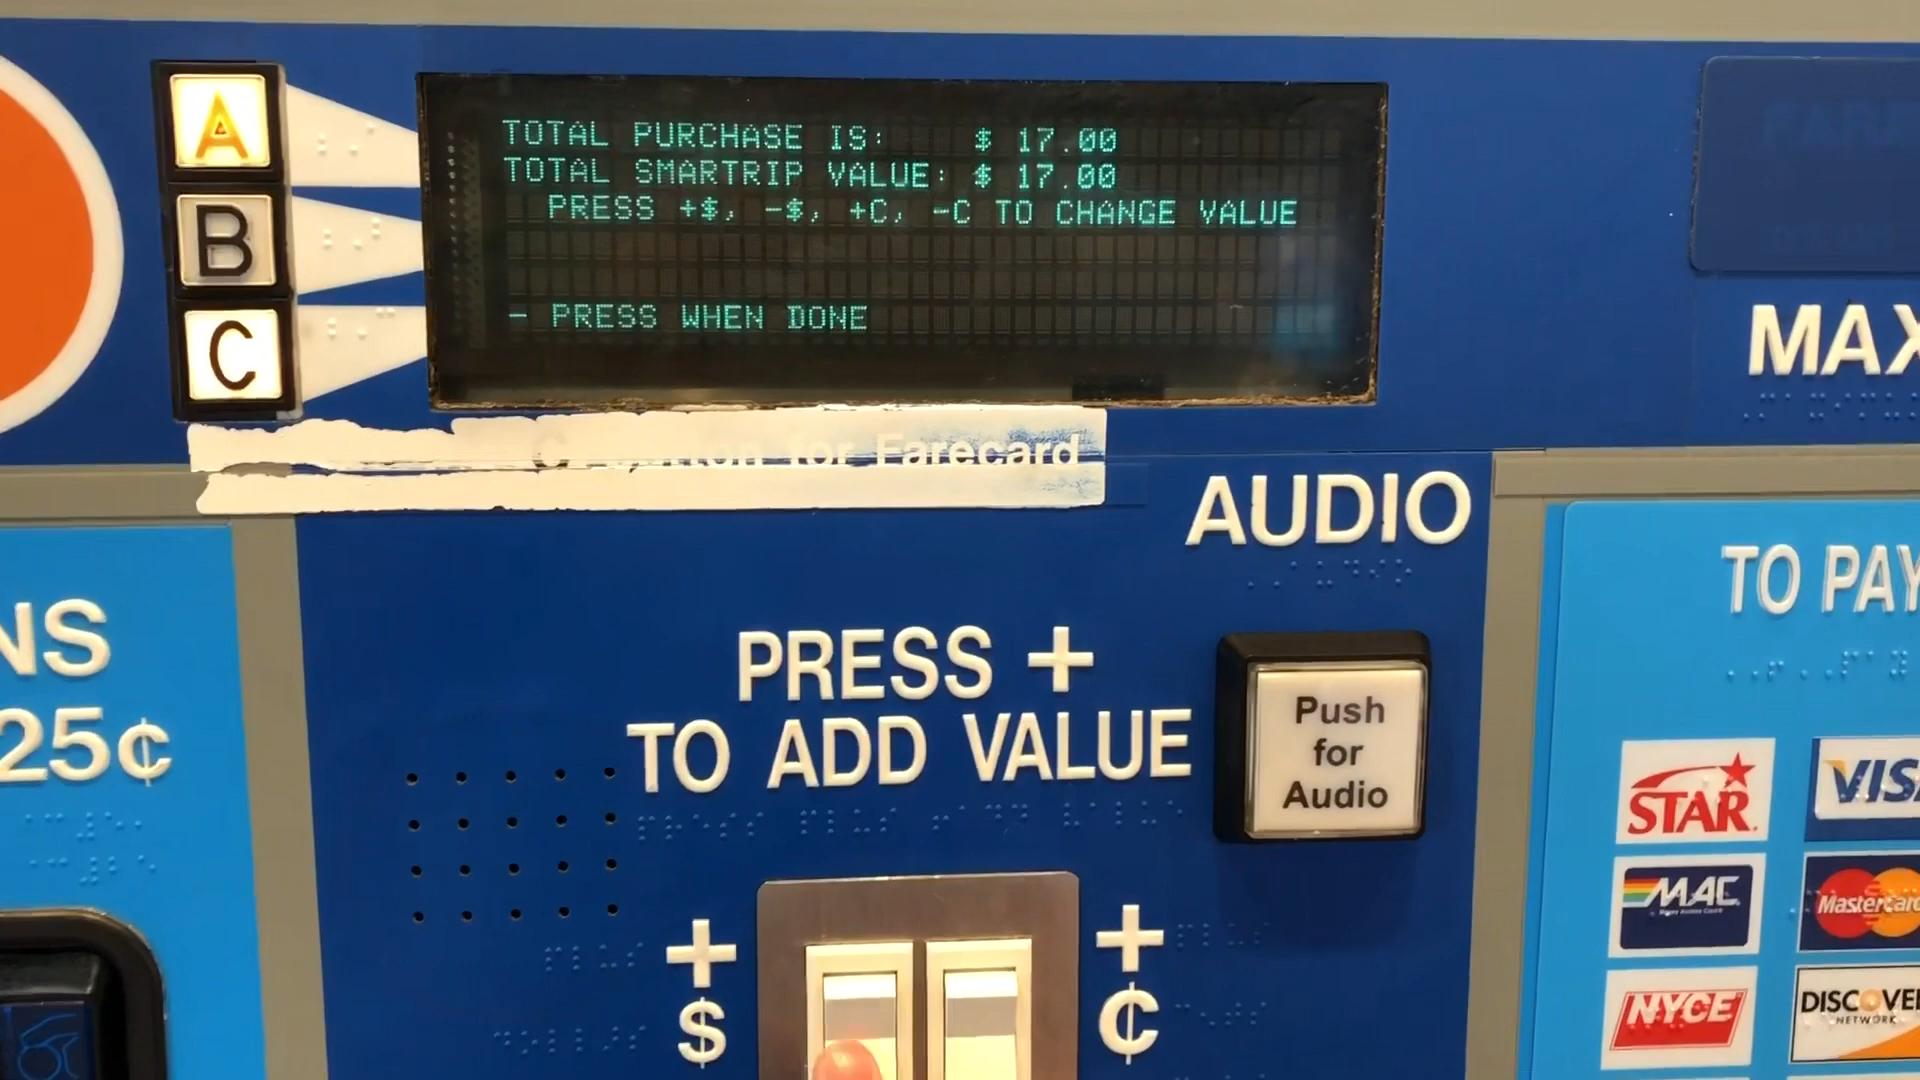 A
B
C
TOTAL PURCHASE IS: $ 17.00
TOTAL SMARTRIP VALUE: $ 17.00
PRESS +$, -$, +C, -C TO CHANGE VALUE
- PRESS WHEN DONE
for Farecard
MAX
AUDIO
NS
25¢
PRESS +
TO ADD VALUE
Push
for
Audio
+
$
+
¢
TO PAY
STAR
VISA
MAC
MasterCard
NYCE
DISCOVER
NETWORK